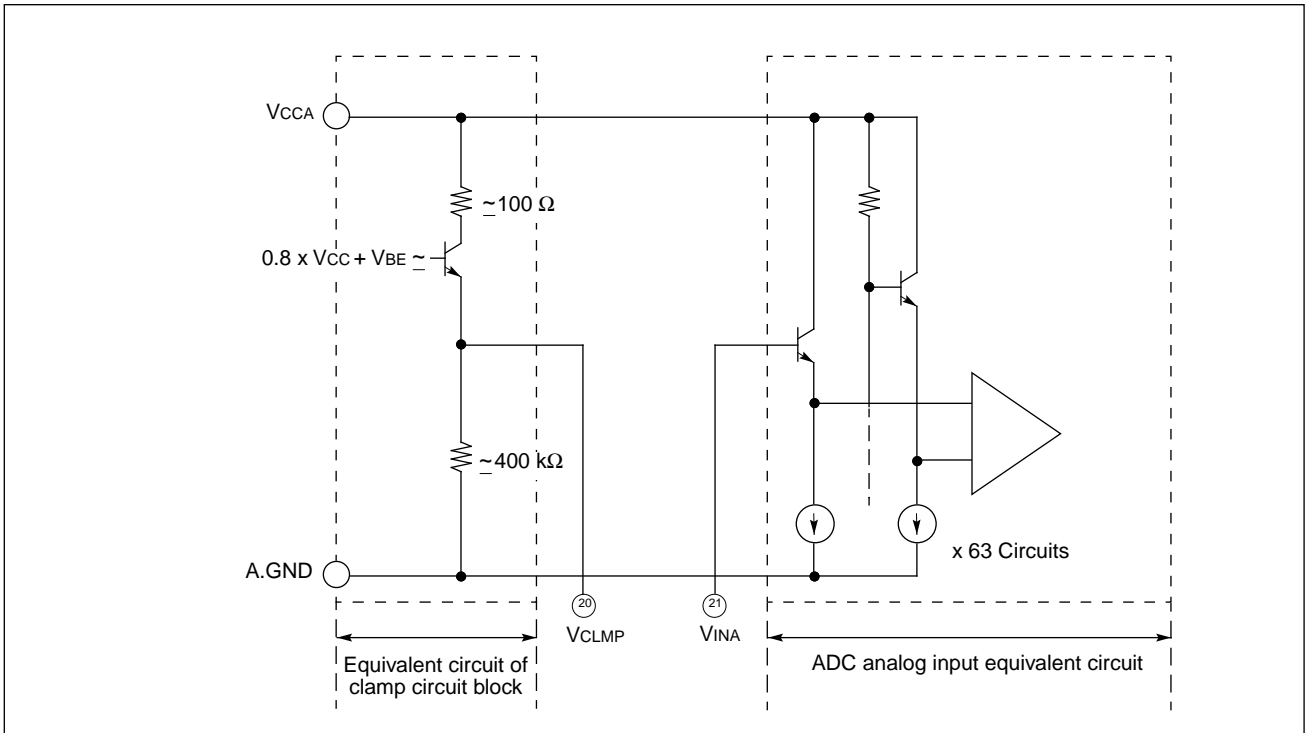 VCCA
≃100 Ω
0.8 x VCC + VBE ≃
≃400 kΩ
x 63 Circuits
A.GND
20
VCLMP
21
VINA
Equivalent circuit of
clamp circuit block
ADC analog input equivalent circuit